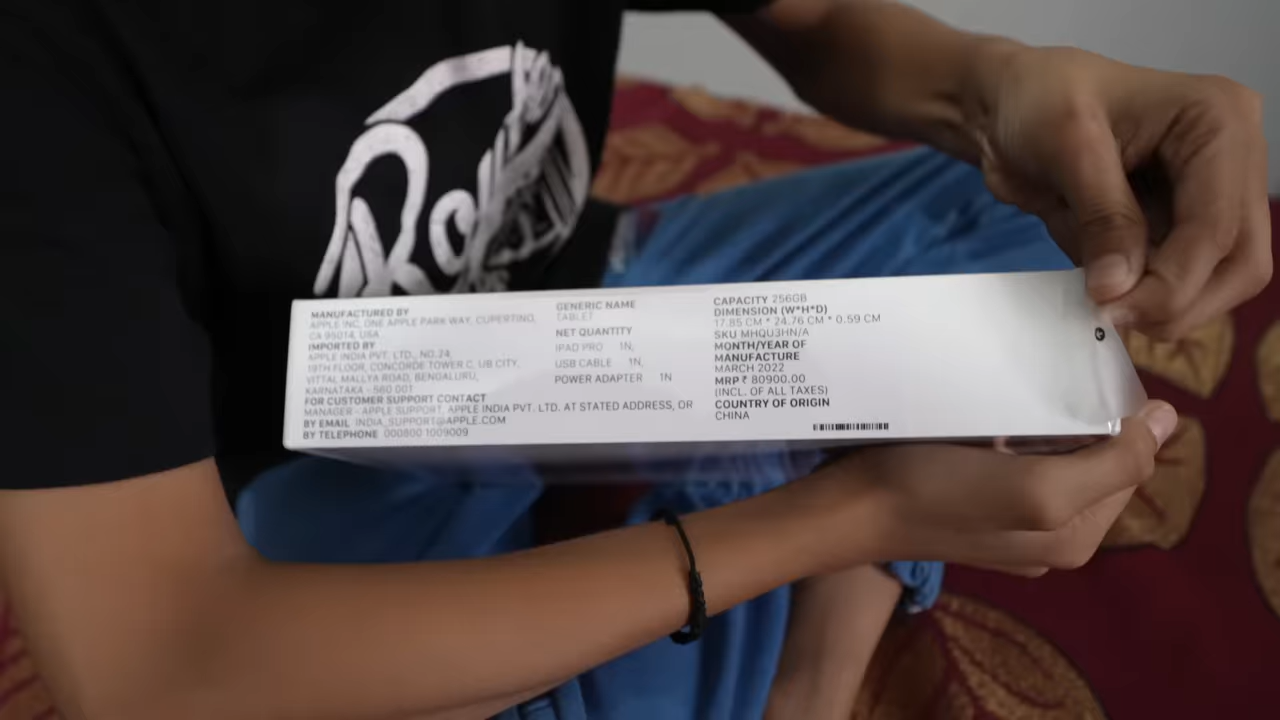 MANUFACTURED BY
APPLE INC, ONE APPLE PARK WAY, CUPERTINO,
CA 95014, USA
IMPORTED BY
APPLE INDIA PVT. LTD., NO.24,
19TH FLOOR, CONCORDE TOWER C, UB CITY,
VITTAL MALLYA ROAD, BENGALURU,
KARNATAKA - 560 001
FOR CUSTOMER SUPPORT CONTACT
MANAGER - APPLE SUPPORT, APPLE INDIA PVT. LTD. AT STATED ADDRESS, OR
BY EMAIL INDIA_SUPPORT@APPLE.COM
BY TELEPHONE 000800 1009009
GENERIC NAME
TABLET
NET QUANTITY
IPAD PRO 1N,
USB CABLE 1N,
POWER ADAPTER 1N
CAPACITY 256GB
DIMENSION (W*H*D)
17.85 CM * 24.76 CM * 0.59 CM
SKU MHQU3HN/A
MONTH/YEAR OF
MANUFACTURE
MARCH 2022
MRP ₹ 80900.00
(INCL. OF ALL TAXES)
COUNTRY OF ORIGIN
CHINA